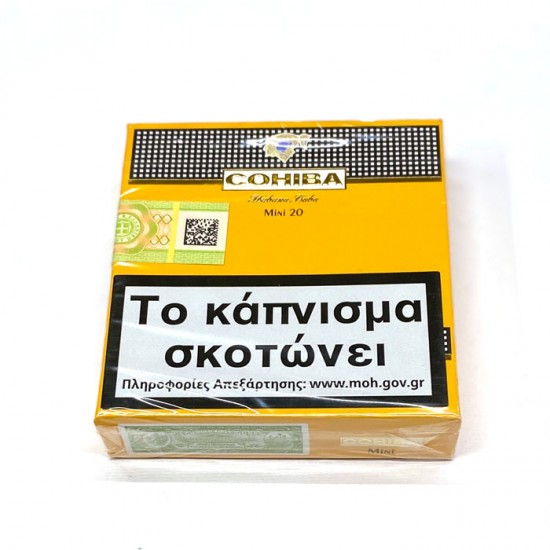 COHIBA
Habana, Cuba
Mini 20
Το κάπνισμα
σκοτώνει
Πληροφορίες Απεξάρτησης: www.moh.gov.gr
COHIBA
Mini